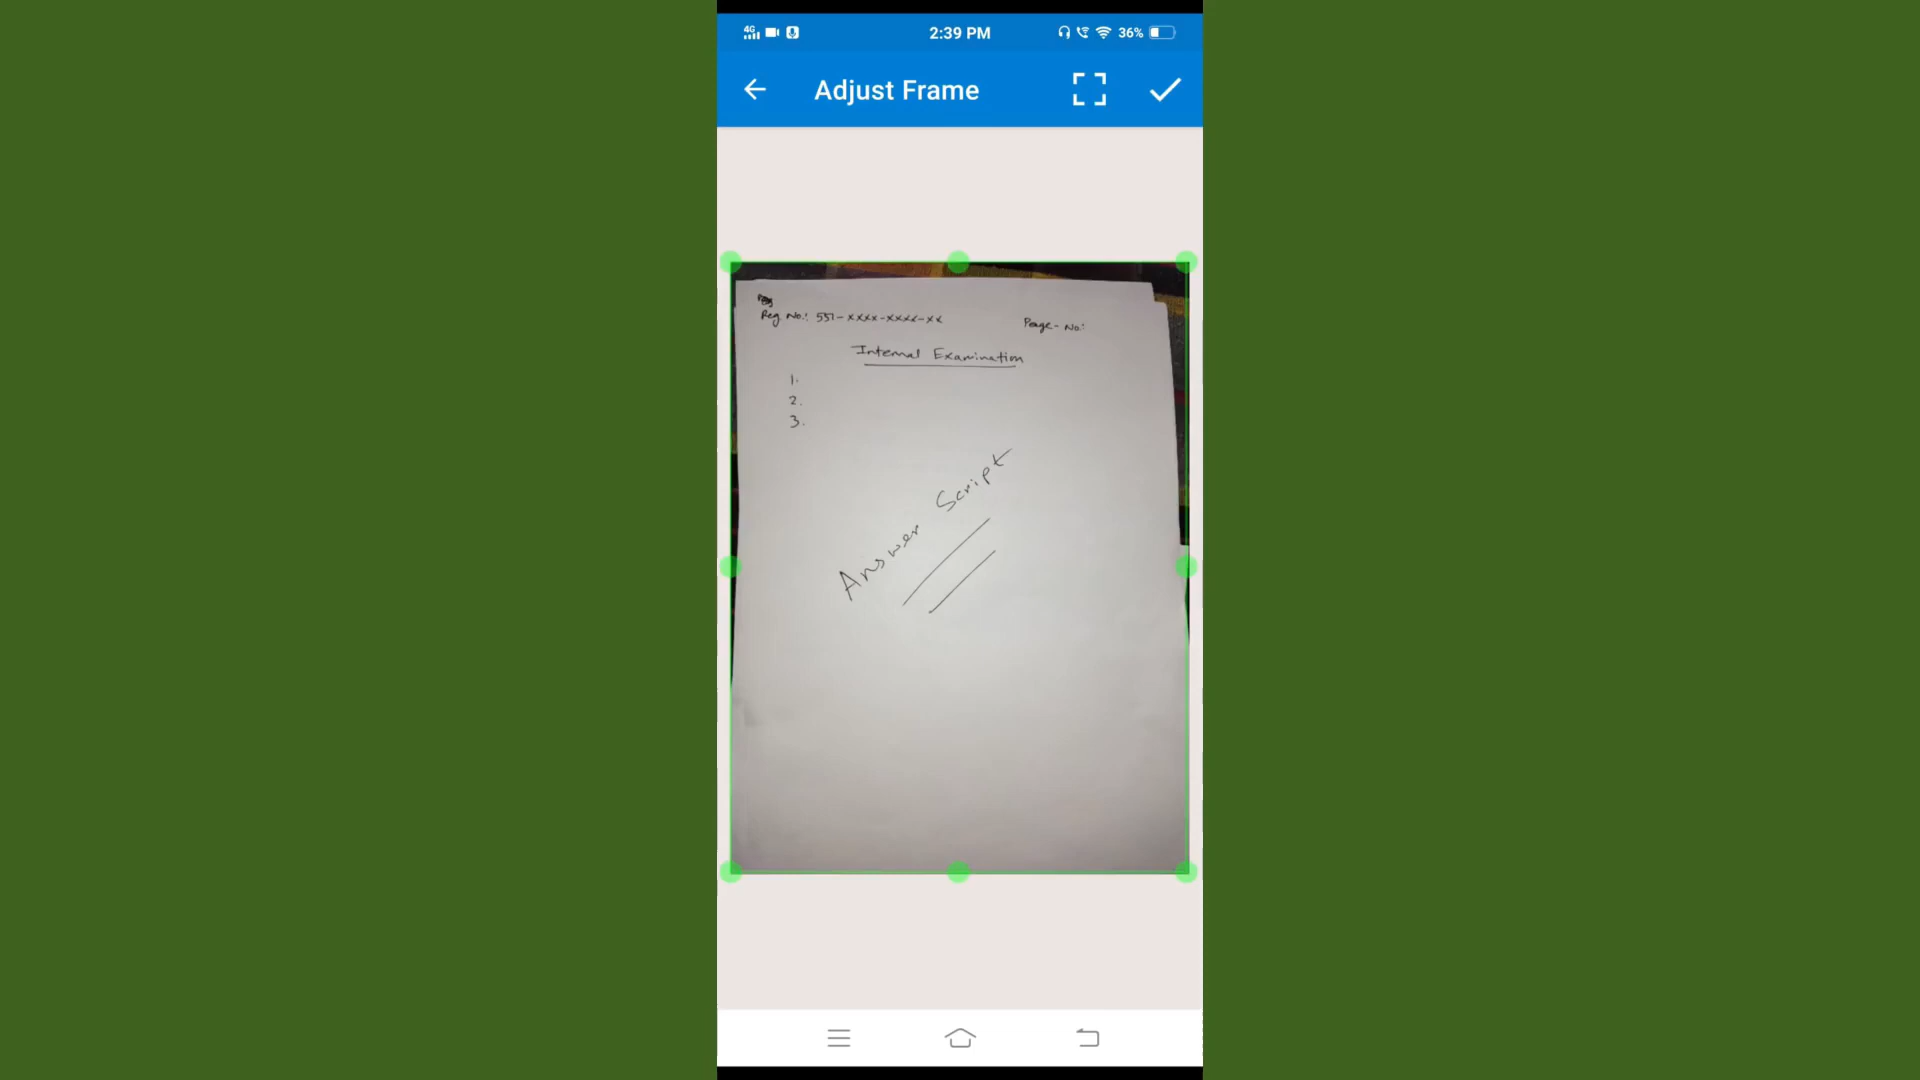 4G 2:39 PM 36%
Adjust Frame
Reg. No.: 551-xxxx-xxxx-xx
Page-No:
Internal Examination
1.
2.
3.
Answer Script